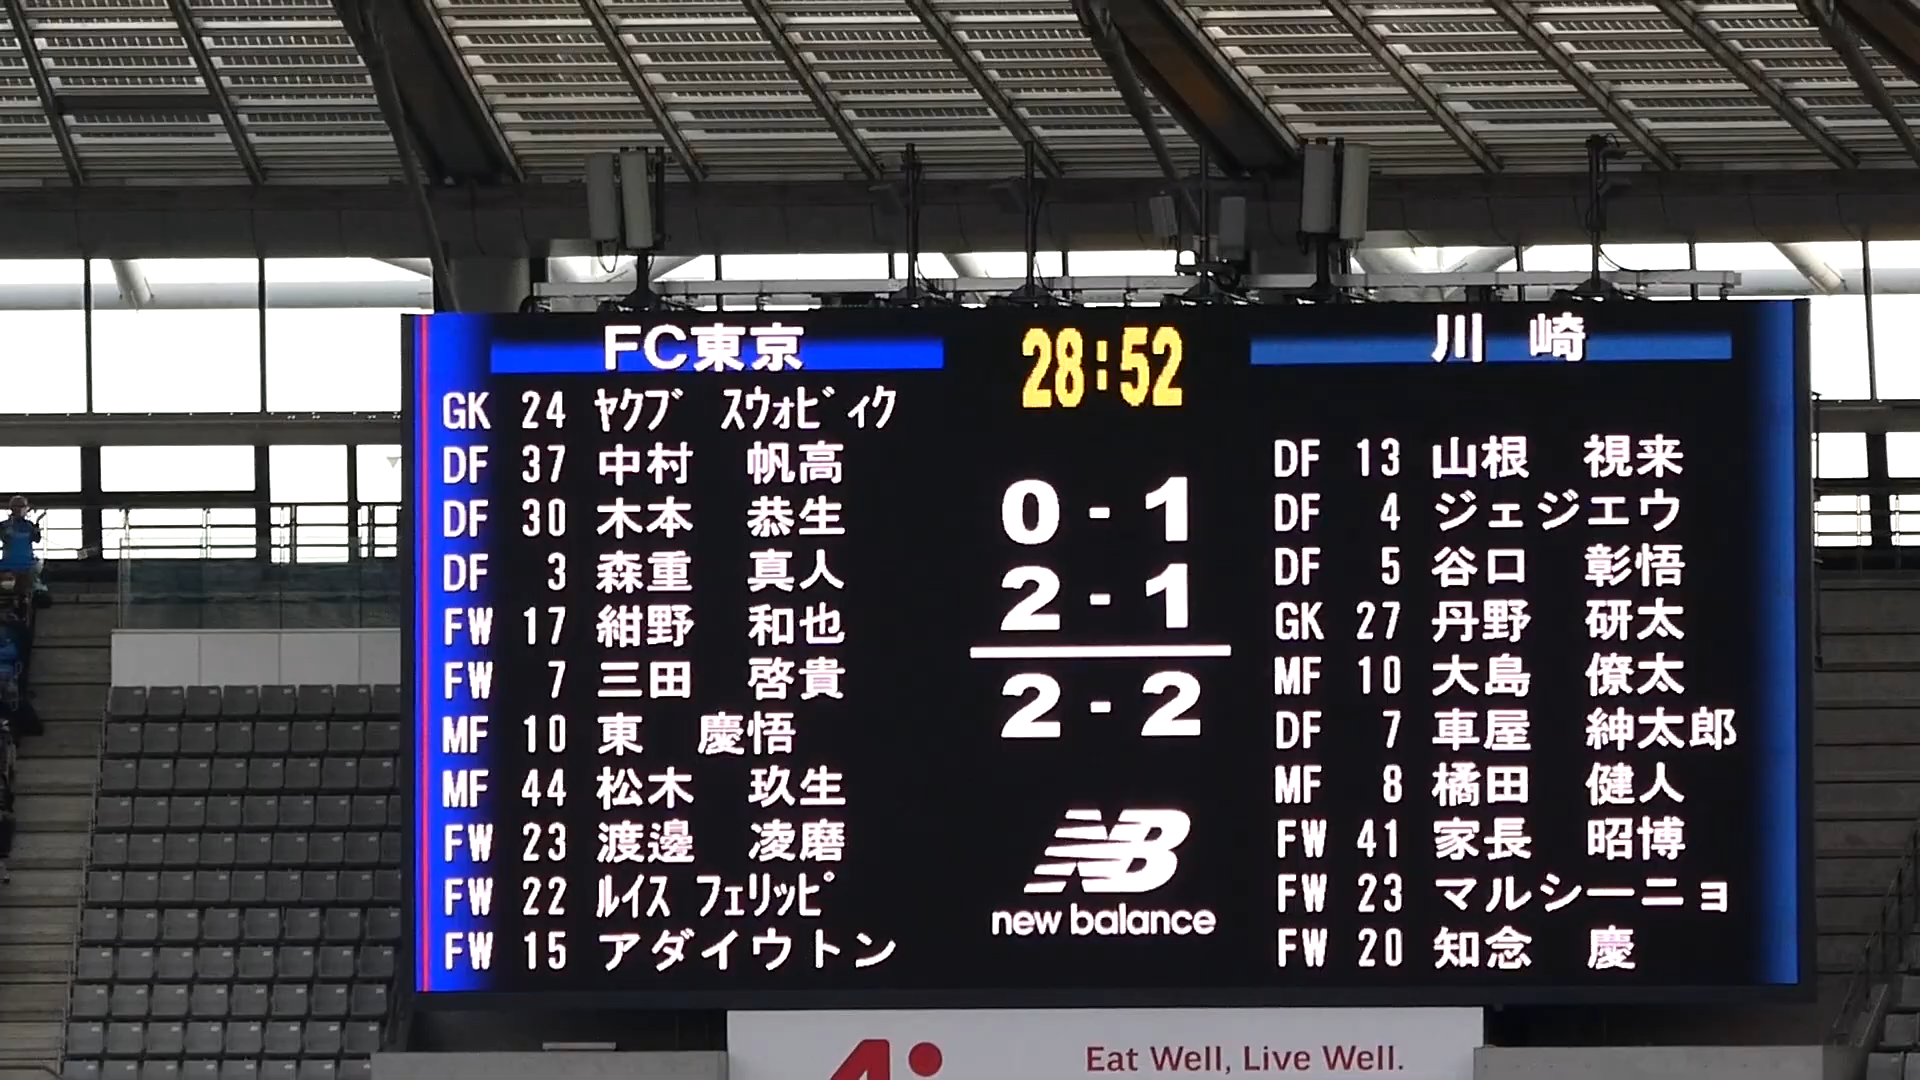 FC東京
GK 24 ﾔｸﾌﾞ ｽｳｫﾋﾞｨｸ
DF 37 中村 帆高
DF 30 木本 恭生
DF 3 森重 真人
FW 17 紺野 和也
FW 7 三田 啓貴
MF 10 東 慶悟
MF 44 松木 玖生
FW 23 渡邊 凌磨
FW 22 ﾙｲｽ ﾌｪﾘｯﾋﾟ
FW 15 アダイウトン
28:52
0 - 1
2 - 1
2 - 2
NB
new balance
川 崎
DF 13 山根 視来
DF 4 ジェジエウ
DF 5 谷口 彰悟
GK 27 丹野 研太
MF 10 大島 僚太
DF 7 車屋 紳太郎
MF 8 橘田 健人
FW 41 家長 昭博
FW 23 マルシーニョ
FW 20 知念 慶
Eat Well, Live Well.